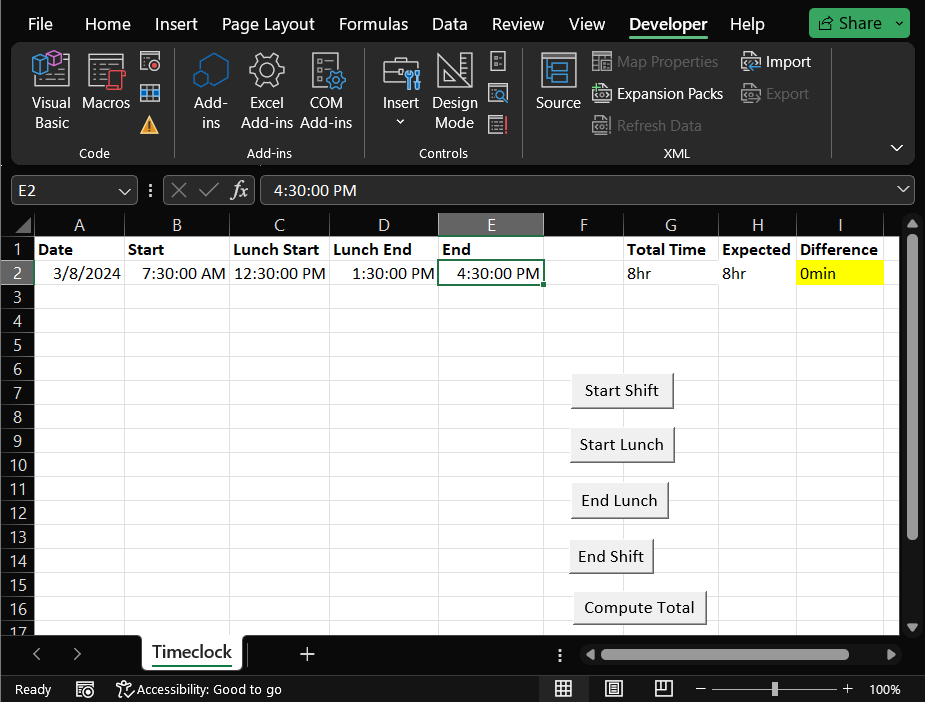 File Home Insert Page Layout Formulas Data Review View Developer Help Share
Visual Basic Macros Add-ins Excel Add-ins COM Add-ins Insert Design Mode Source Map Properties Import
Expansion Packs Export
Refresh Data
Code Add-ins Controls XML
E2 fx 4:30:00 PM
A B C D E F G H I
1 Date Start Lunch Start Lunch End End Total Time Expected Difference
2 3/8/2024 7:30:00 AM 12:30:00 PM 1:30:00 PM 4:30:00 PM 8hr 8hr 0min
3
4
5
6
7 Start Shift
8
9 Start Lunch
10
11
12 End Lunch
13
14 End Shift
15
16 Compute Total
17
Timeclock
Ready Accessibility: Good to go 100%